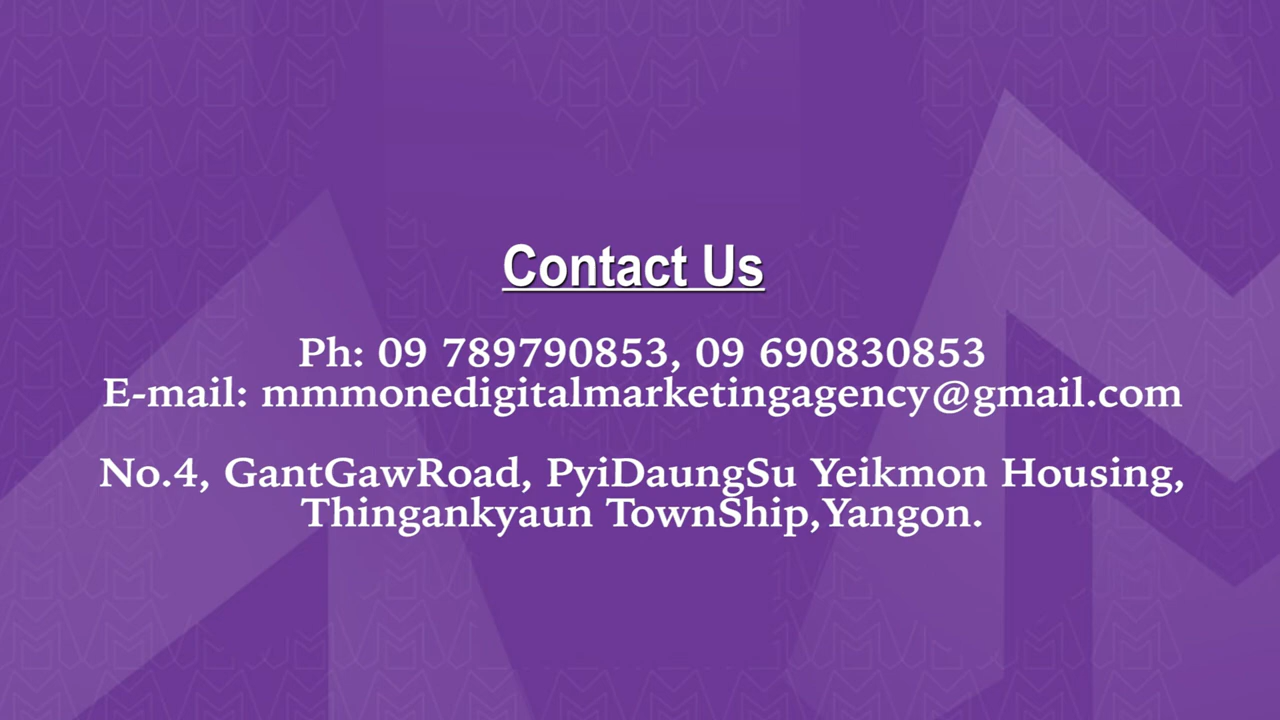 Contact Us
Ph: 09 789790853, 09 690830853
E-mail: mmmonedigitalmarketingagency@gmail.com
No.4, GantGawRoad, PyiDaungSu Yeikmon Housing,
Thingankyaun TownShip,Yangon.